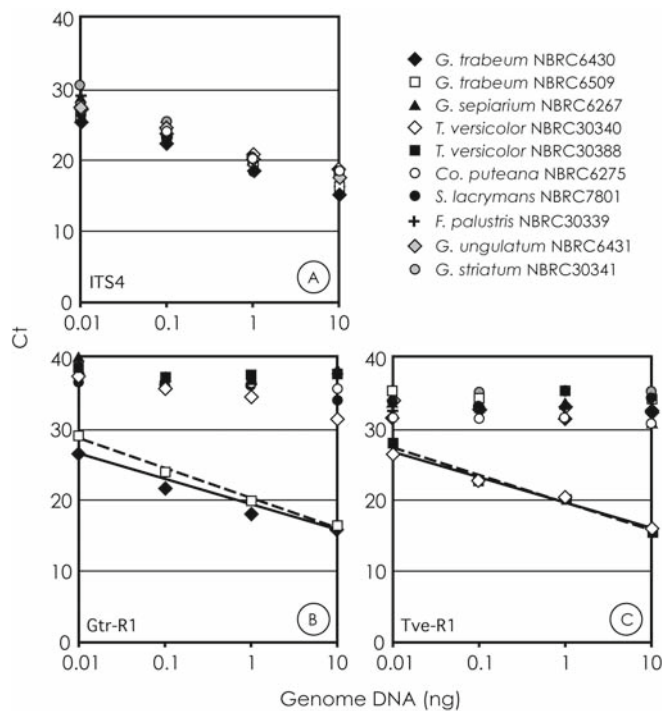 40
30
20
10
0
ITS4
A
0.01 0.1 1 10
G. trabeum NBRC6430
G. trabeum NBRC6509
G. sepiarium NBRC6267
T. versicolor NBRC30340
T. versicolor NBRC30388
Co. puteana NBRC6275
S. lacrymans NBRC7801
F. palustris NBRC30339
G. ungulatum NBRC6431
G. striatum NBRC30341
Ct
40
30
20
10
0
Gtr-R1
B
0.01 0.1 1 10
40
30
20
10
0
Tve-R1
C
0.01 0.1 1 10
Genome DNA (ng)